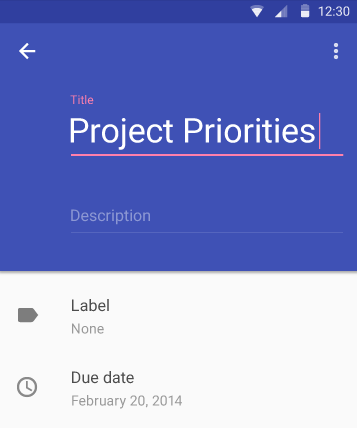 12:30
Title
Project Priorities
Description
Label
None
Due date
February 20, 2014